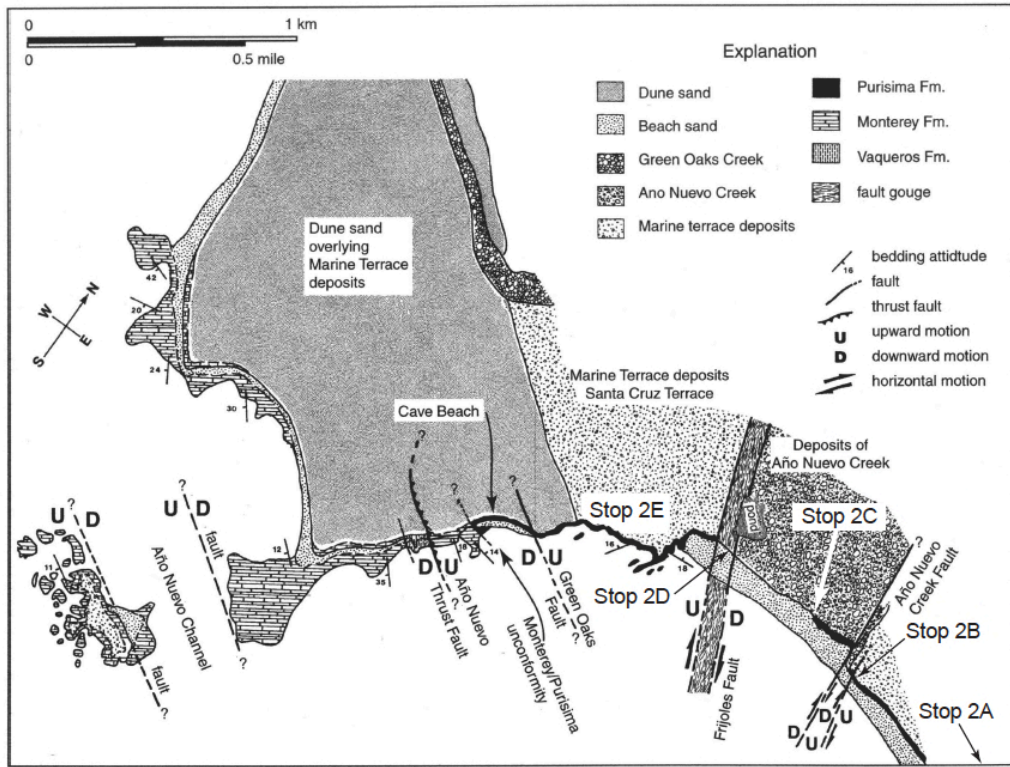 0
1 km
0
0.5 mile
Explanation
Dune sand
Beach sand
Green Oaks Creek
Ano Nuevo Creek
Marine terrace deposits
Purisima Fm.
Monterey Fm.
Vaqueros Fm.
fault gouge
16
bedding attidtude
fault
thrust fault
U
upward motion
D
downward motion
horizontal motion
W
N
S
E
Dune sand
overlying
Marine Terrace
deposits
42
20
24
30
Cave Beach
Marine Terrace deposits
Santa Cruz Terrace
Deposits of
Año Nuevo Creek
pond
Stop 2C
Stop 2E
Stop 2D
Stop 2B
Stop 2A
?
U D
fault
?
11
Año Nuevo Channel
?
U D
fault
?
12
35
?
D U
Año Nuevo
Thrust Fault
?
?
18
14
Monterey/Purisima
unconformity
?
D U
Green Oaks
Fault
?
16
18
U
D
Frijoles Fault
?
Año Nuevo
Creek Fault
D
U
D
U